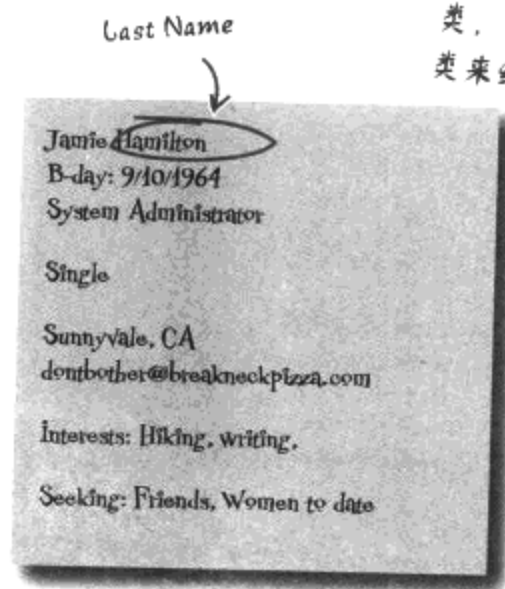 Last Name
类,
类来
Jamie Hamilton
B-day: 9/10/1964
System Administrator
Single
Sunnyvale, CA
dontbother@breakneckpizza.com
Interests: Hiking, writing,
Seeking: Friends, Women to date